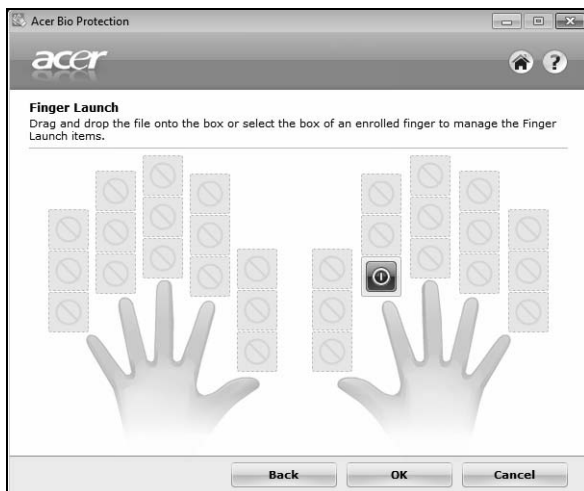 Acer Bio Protection
acer
?
Finger Launch
Drag and drop the file onto the box or select the box of an enrolled finger to manage the Finger
Launch items.
Back OK Cancel